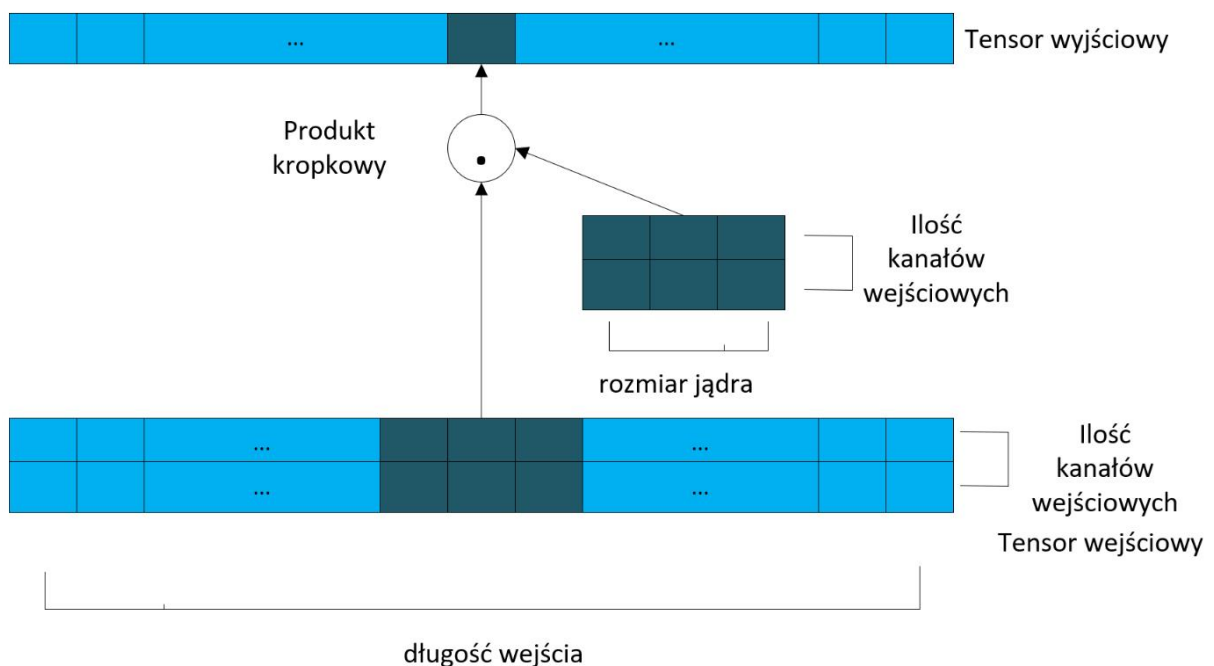 ...
...
Tensor wyjściowy
Produkt
kropkowy
Ilość
kanałów
wejściowych
rozmiar jądra
...
...
...
...
Ilość
kanałów
wejściowych
Tensor wejściowy
długość wejścia